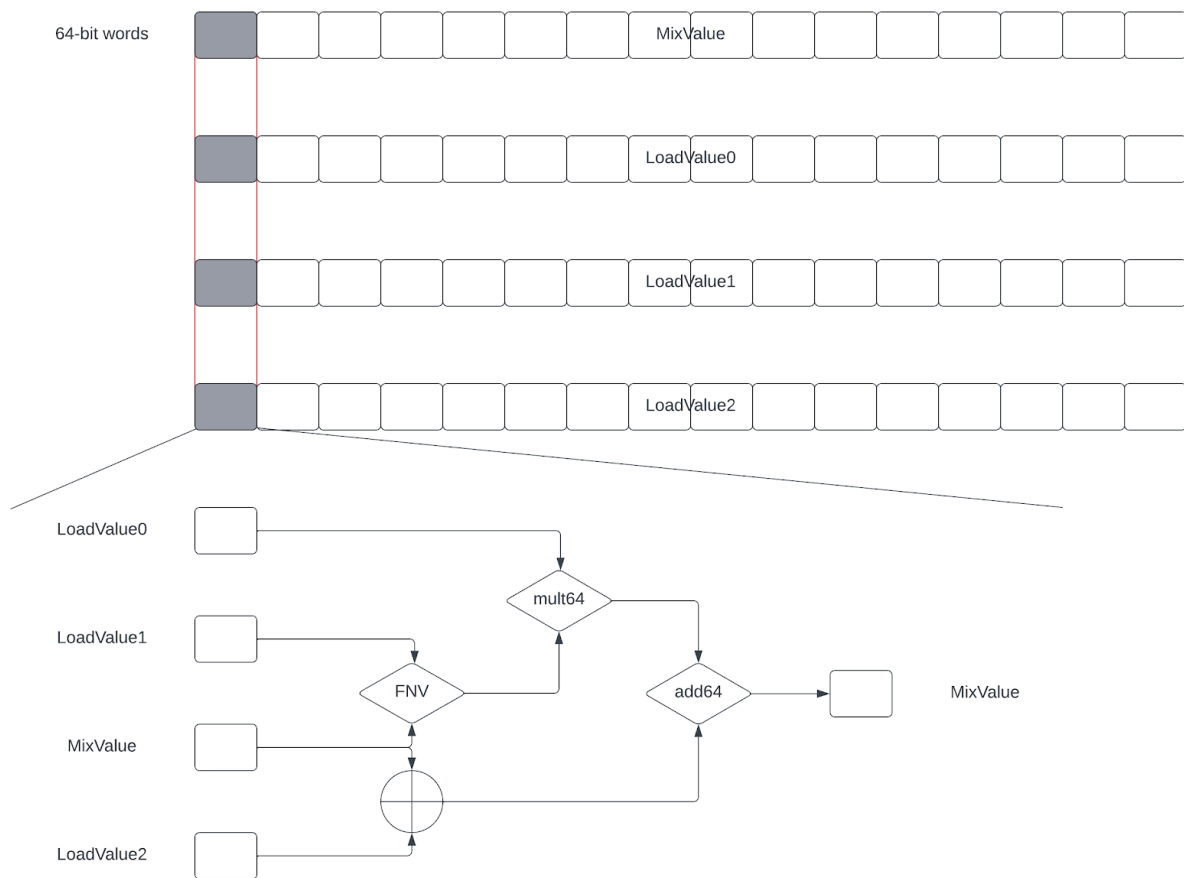 64-bit words
MixValue
LoadValue0
LoadValue1
LoadValue2
LoadValue0
mult64
LoadValue1
FNV
add64
MixValue
MixValue
LoadValue2